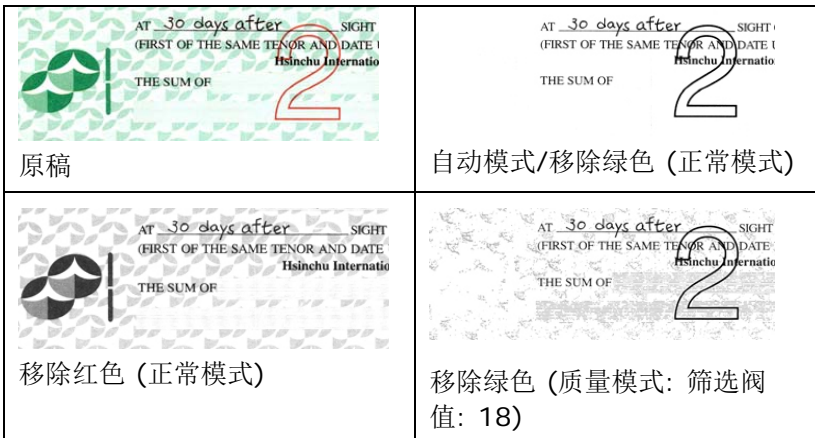 AT 30 days after SIGHT
(FIRST OF THE SAME TENOR AND DATE
Hsinchu Internatio
THE SUM OF
2
原稿
AT 30 days after SIGHT
(FIRST OF THE SAME TENOR AND DATE
Hsinchu Internatio
THE SUM OF
2
自动模式/移除绿色 (正常模式)
AT 30 days after SIGHT
(FIRST OF THE SAME TENOR AND DATE
Hsinchu Internatio
THE SUM OF
移除红色 (正常模式)
AT 30 days after SIGHT
(FIRST OF THE SAME TENOR AND DATE
Hsinchu Internatio
THE SUM OF
2
移除绿色 (质量模式: 筛选阀
值: 18)